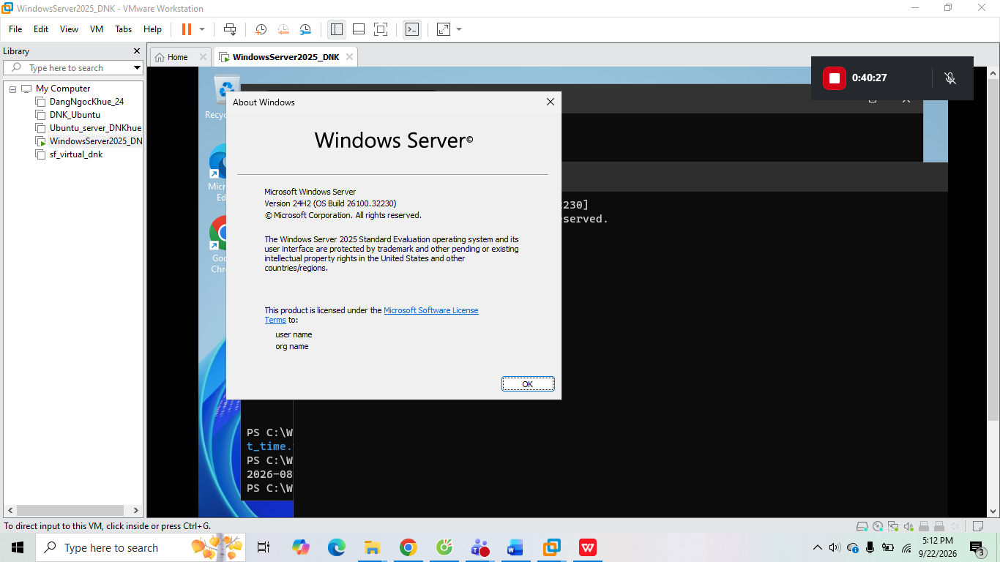 WindowsServer2025_DNK - VMware Workstation
File Edit View VM Tabs Help
Library
Type here to search
My Computer
DangNgocKhue_24
DNK_Ubuntu
Ubuntu_server_DNKhue
WindowsServer2025_DN
sf_virtual_dnk
Home
WindowsServer2025_DNK
0:40:27
Recyc
Micr
Ed
Goo
Chr
About Windows
Windows Server©
Microsoft Windows Server
Version 24H2 (OS Build 26100.32230)
© Microsoft Corporation. All rights reserved.
The Windows Server 2025 Standard Evaluation operating system and its
user interface are protected by trademark and other pending or existing
intellectual property rights in the United States and other
countries/regions.
This product is licensed under the Microsoft Software License
Terms to:
user name
org name
OK
230]
served.
PS C:\W
t_time.
PS C:\W
2026-08
PS C:\W
To direct input to this VM, click inside or press Ctrl+G.
Type here to search
5:12 PM
9/22/2026
3